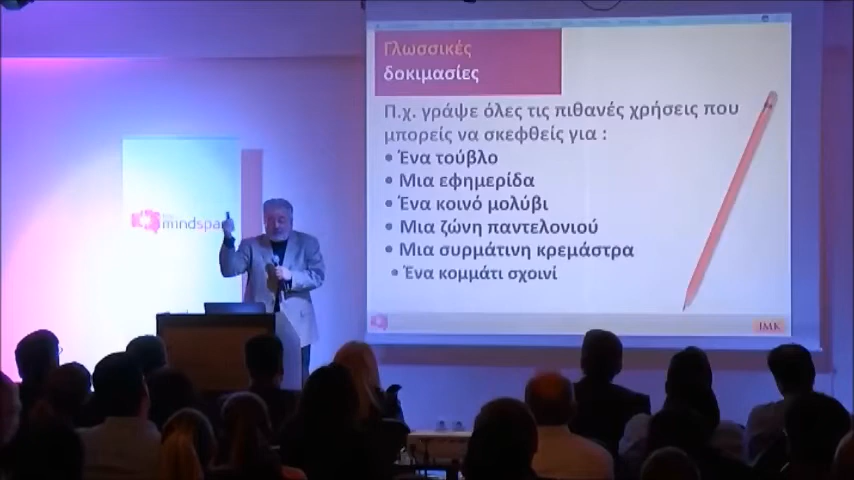 Γλωσσικές
δοκιμασίες
Π.χ. γράψε όλες τις πιθανές χρήσεις που
μπορείς να σκεφθείς για :
• Ένα τούβλο
• Μια εφημερίδα
• Ένα κοινό μολύβι
• Μια ζώνη παντελονιού
• Μια συρμάτινη κρεμάστρα
• Ένα κομμάτι σχοινί
IMK